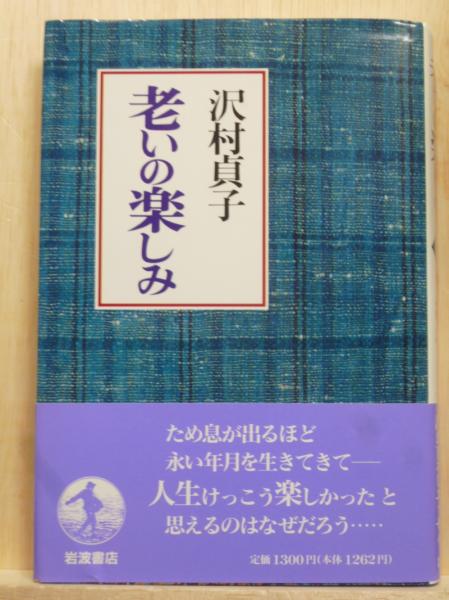 沢村貞子
老いの楽しみ
ため息が出るほど
永い年月を生きてきて──
人生けっこう楽しかったと
思えるのはなぜだろう……
岩波書店
定価1300円(本体1262円)